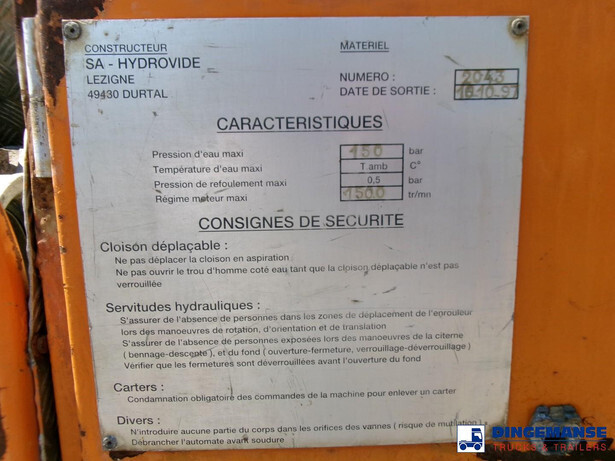 CONSTRUCTEUR
SA - HYDROVIDE
LEZIGNE
49430 DURTAL
MATERIEL
NUMERO : 2043
DATE DE SORTIE : 16.10.97
CARACTERISTIQUES
Pression d'eau maxi 150 bar
Température d'eau maxi T.amb C°
Pression de refoulement maxi 0,5 bar
Régime moteur maxi 1500 tr/mn
CONSIGNES DE SECURITE
Cloison déplaçable :
Ne pas déplacer la cloison en aspiration
Ne pas ouvrir le trou d'homme coté eau tant que la cloison déplaçable n'est pas
verrouillée
Servitudes hydrauliques :
S'assurer de l'absence de personnes dans les zones de déplacement de l'enrouleur
lors des manoeuvres de rotation, d'orientation et de translation
S'assurer de l'absence de personnes exposées lors des manoeuvres de la citerne
( bennage-descepte ), et du fond ( ouverture-fermeture, verrouillage-déverrouillage )
Vérifier que les fermetures sont déverrouillées avant l'ouverture du fond
Carters :
Condamnation obligatoire des commandes de la machine pour enlever un carter
Divers :
N'introduire aucune partie du corps dans les orifices des vannes ( risque de mutilation )
Débrancher l'automate avant soudure
DINGEMANSE
TRUCKS & TRAILERS